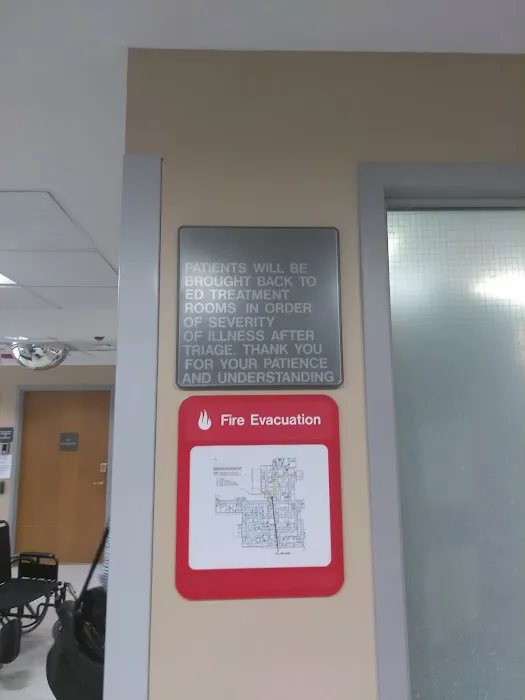 PATIENTS WILL BE
BROUGHT BACK TO
ED TREATMENT
ROOMS IN ORDER
OF SEVERITY
OF ILLNESS AFTER
TRIAGE. THANK YOU
FOR YOUR PATIENCE
AND UNDERSTANDING
Fire Evacuation